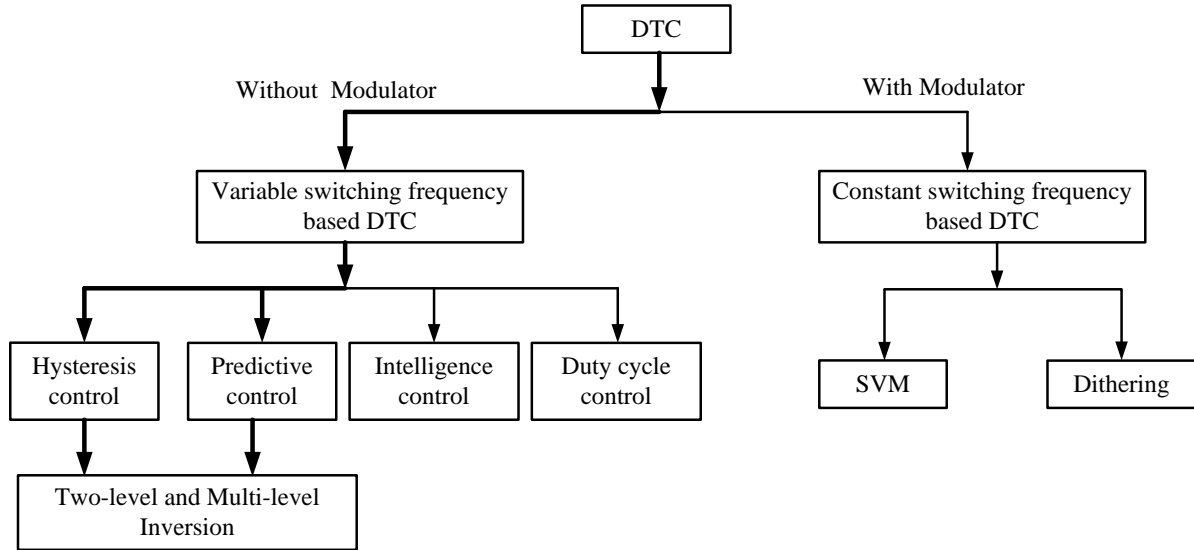 DTC
Without Modulator
With Modulator
Variable switching frequency
based DTC
Constant switching frequency
based DTC
Hysteresis
control
Predictive
control
Intelligence
control
Duty cycle
control
SVM
Dithering
Two-level and Multi-level
Inversion